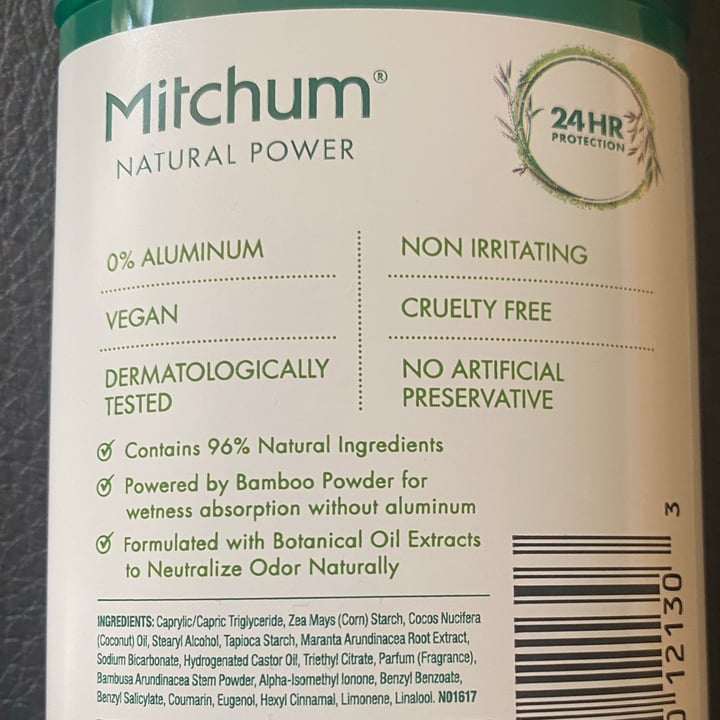 Mitchum®
NATURAL POWER
24HR
PROTECTION
0% ALUMINUM
NON IRRITATING
VEGAN
CRUELTY FREE
DERMATOLOGICALLY
TESTED
NO ARTIFICIAL
PRESERVATIVE
Contains 96% Natural Ingredients
Powered by Bamboo Powder for
wetness absorption without aluminum
Formulated with Botanical Oil Extracts
to Neutralize Odor Naturally
INGREDIENTS: Caprylic/Capric Triglyceride, Zea Mays (Corn) Starch, Cocos Nucifera
(Coconut) Oil, Stearyl Alcohol, Tapioca Starch, Maranta Arundinacea Root Extract,
Sodium Bicarbonate, Hydrogenated Castor Oil, Triethyl Citrate, Parfum (Fragrance),
Bambusa Arundinacea Stem Powder, Alpha-Isomethyl Ionone, Benzyl Benzoate,
Benzyl Salicylate, Coumarin, Eugenol, Hexyl Cinnamal, Limonene, Linalool. N01617
0 12130 3